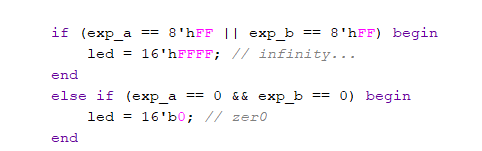 if (exp_a == 8'hFF || exp_b == 8'hFF) begin
led = 16'hFFFF; // infinity...
end
else if (exp_a == 0 && exp_b == 0) begin
led = 16'b0; // zer0
end